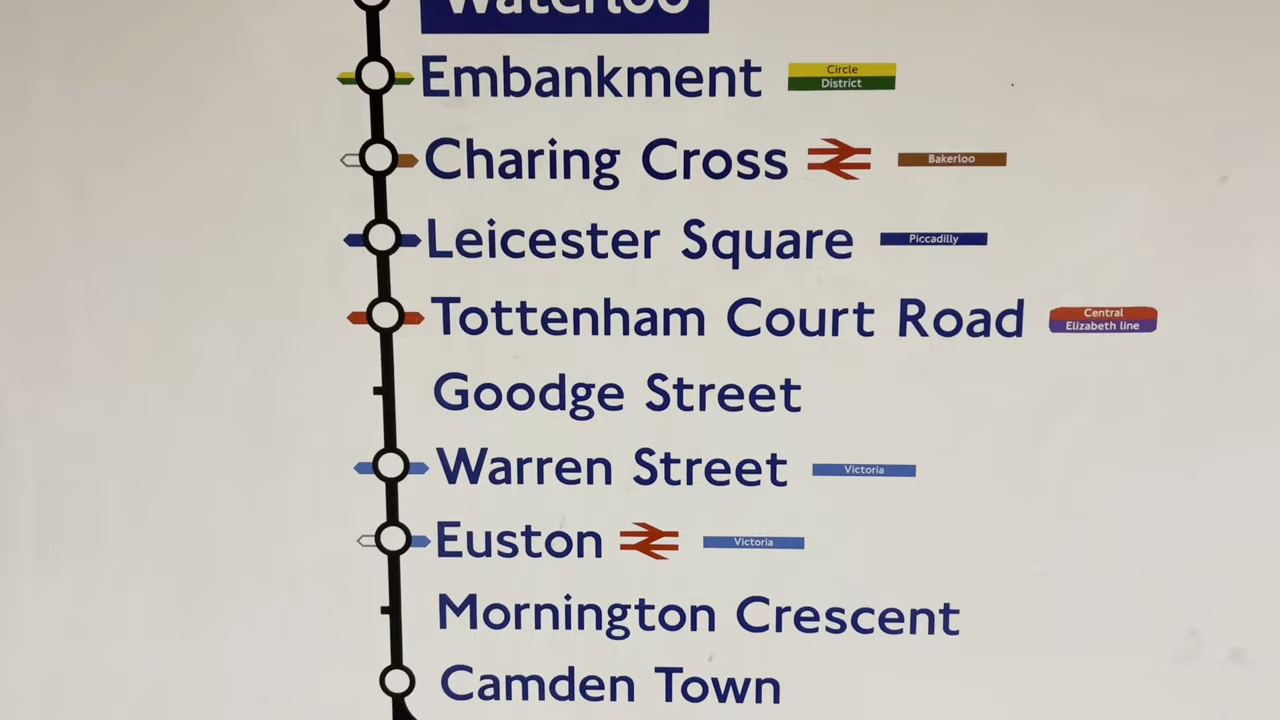 Waterloo
Embankment Circle District
Charing Cross Bakerloo
Leicester Square Piccadilly
Tottenham Court Road Central Elizabeth line
Goodge Street
Warren Street Victoria
Euston Victoria
Mornington Crescent
Camden Town